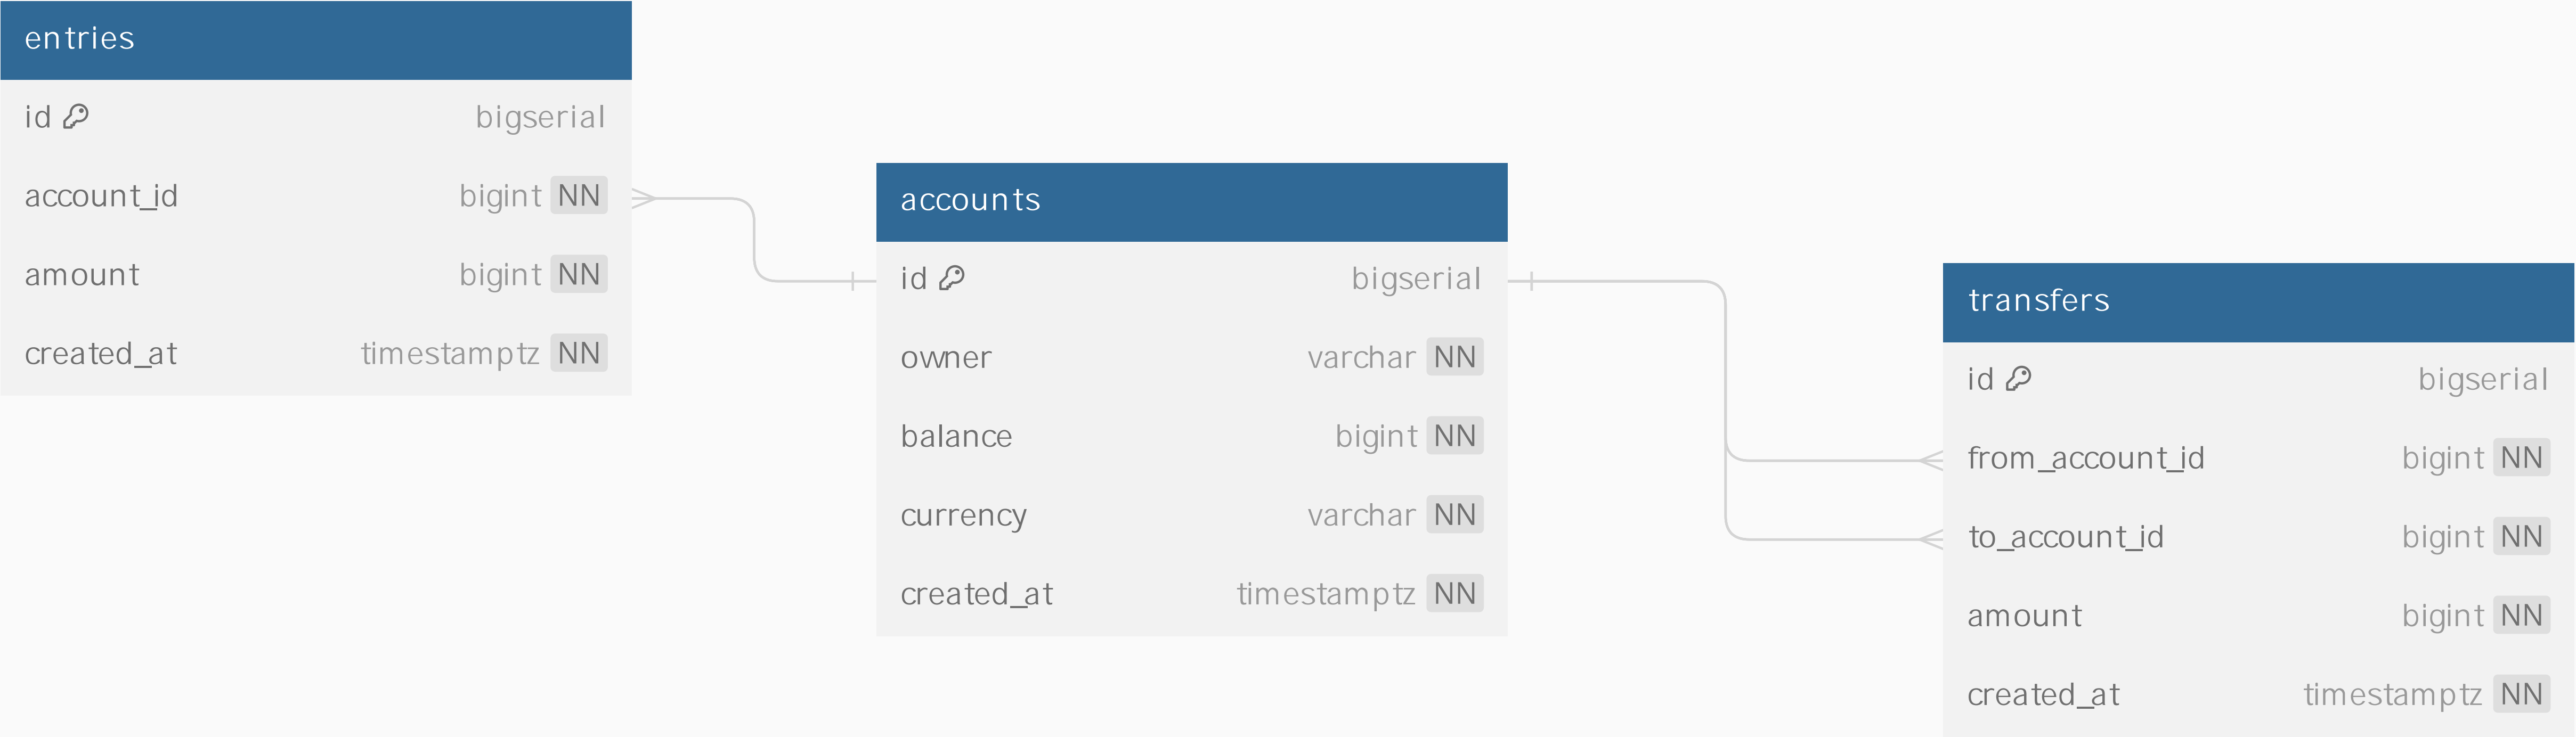 entries
id bigserial
account_id bigint NN
amount bigint NN
created_at timestamptz NN
accounts
id bigserial
owner varchar NN
balance bigint NN
currency varchar NN
created_at timestamptz NN
transfers
id bigserial
from_account_id bigint NN
to_account_id bigint NN
amount bigint NN
created_at timestamptz NN